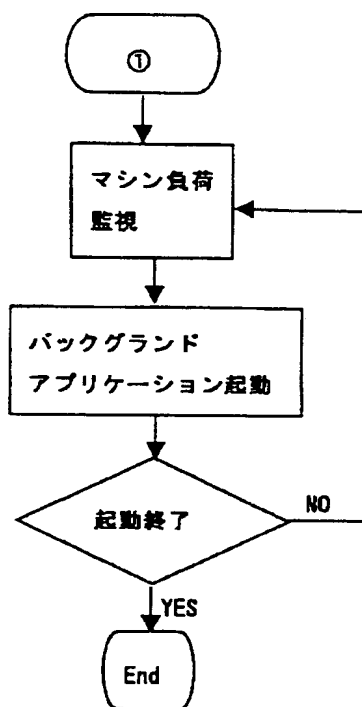 ①
マシン負荷
監視
バックグランド
アプリケーション起動
起動終了
NO
YES
End